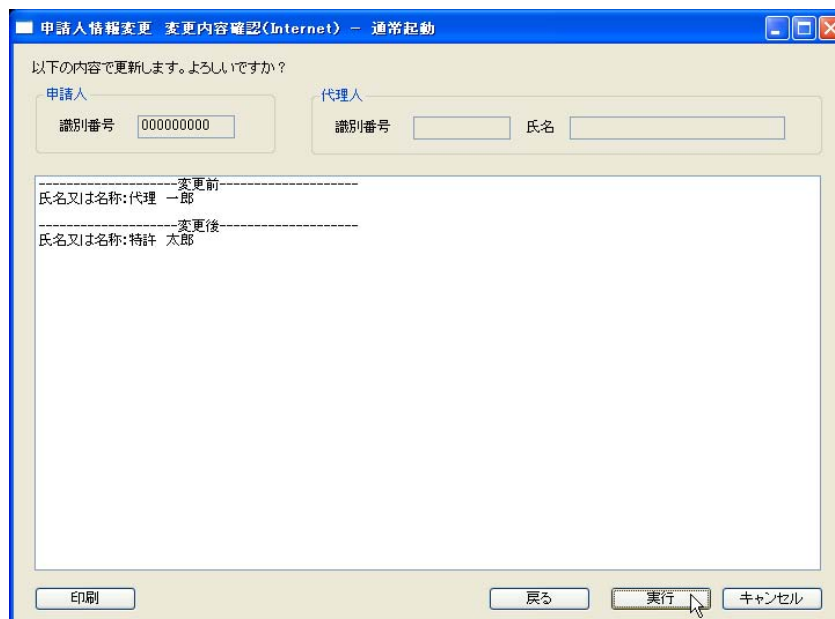 申請人情報変更 変更内容確認(Internet) － 通常起動
以下の内容で更新します。よろしいですか？
申請人
識別番号 000000000
代理人
識別番号 氏名
--------------------変更前--------------------
氏名又は名称:代理 一郎
--------------------変更後--------------------
氏名又は名称:特許 太郎
印刷 戻る 実行 キャンセル